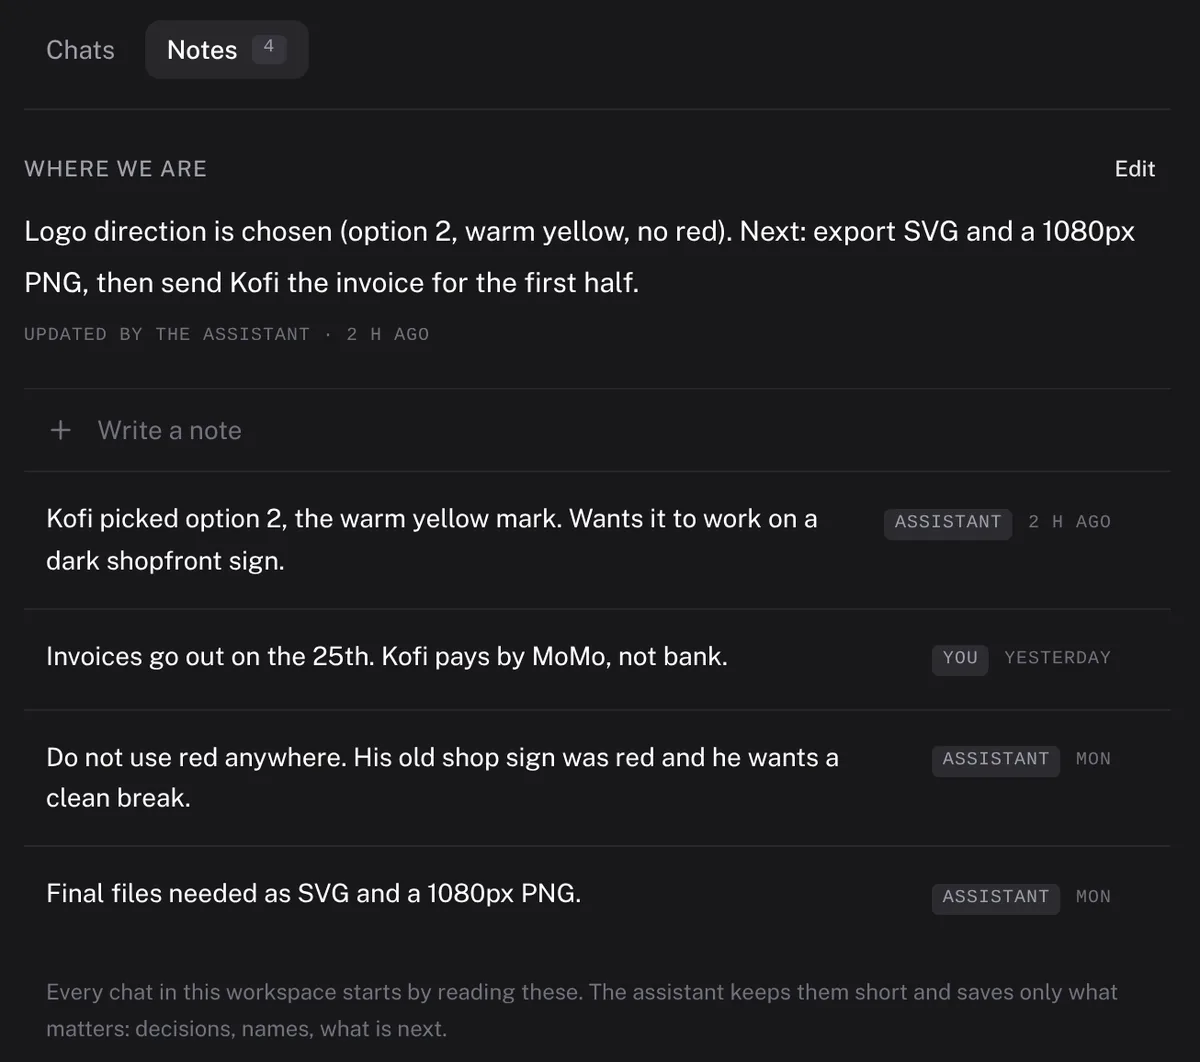 Chats
Notes 4
WHERE WE ARE
Edit
Logo direction is chosen (option 2, warm yellow, no red). Next: export SVG and a 1080px
PNG, then send Kofi the invoice for the first half.
UPDATED BY THE ASSISTANT · 2 H AGO
+ Write a note
Kofi picked option 2, the warm yellow mark. Wants it to work on a
dark shopfront sign.
ASSISTANT 2 H AGO
Invoices go out on the 25th. Kofi pays by MoMo, not bank.
YOU YESTERDAY
Do not use red anywhere. His old shop sign was red and he wants a
clean break.
ASSISTANT MON
Final files needed as SVG and a 1080px PNG.
ASSISTANT MON
Every chat in this workspace starts by reading these. The assistant keeps them short and saves only what
matters: decisions, names, what is next.